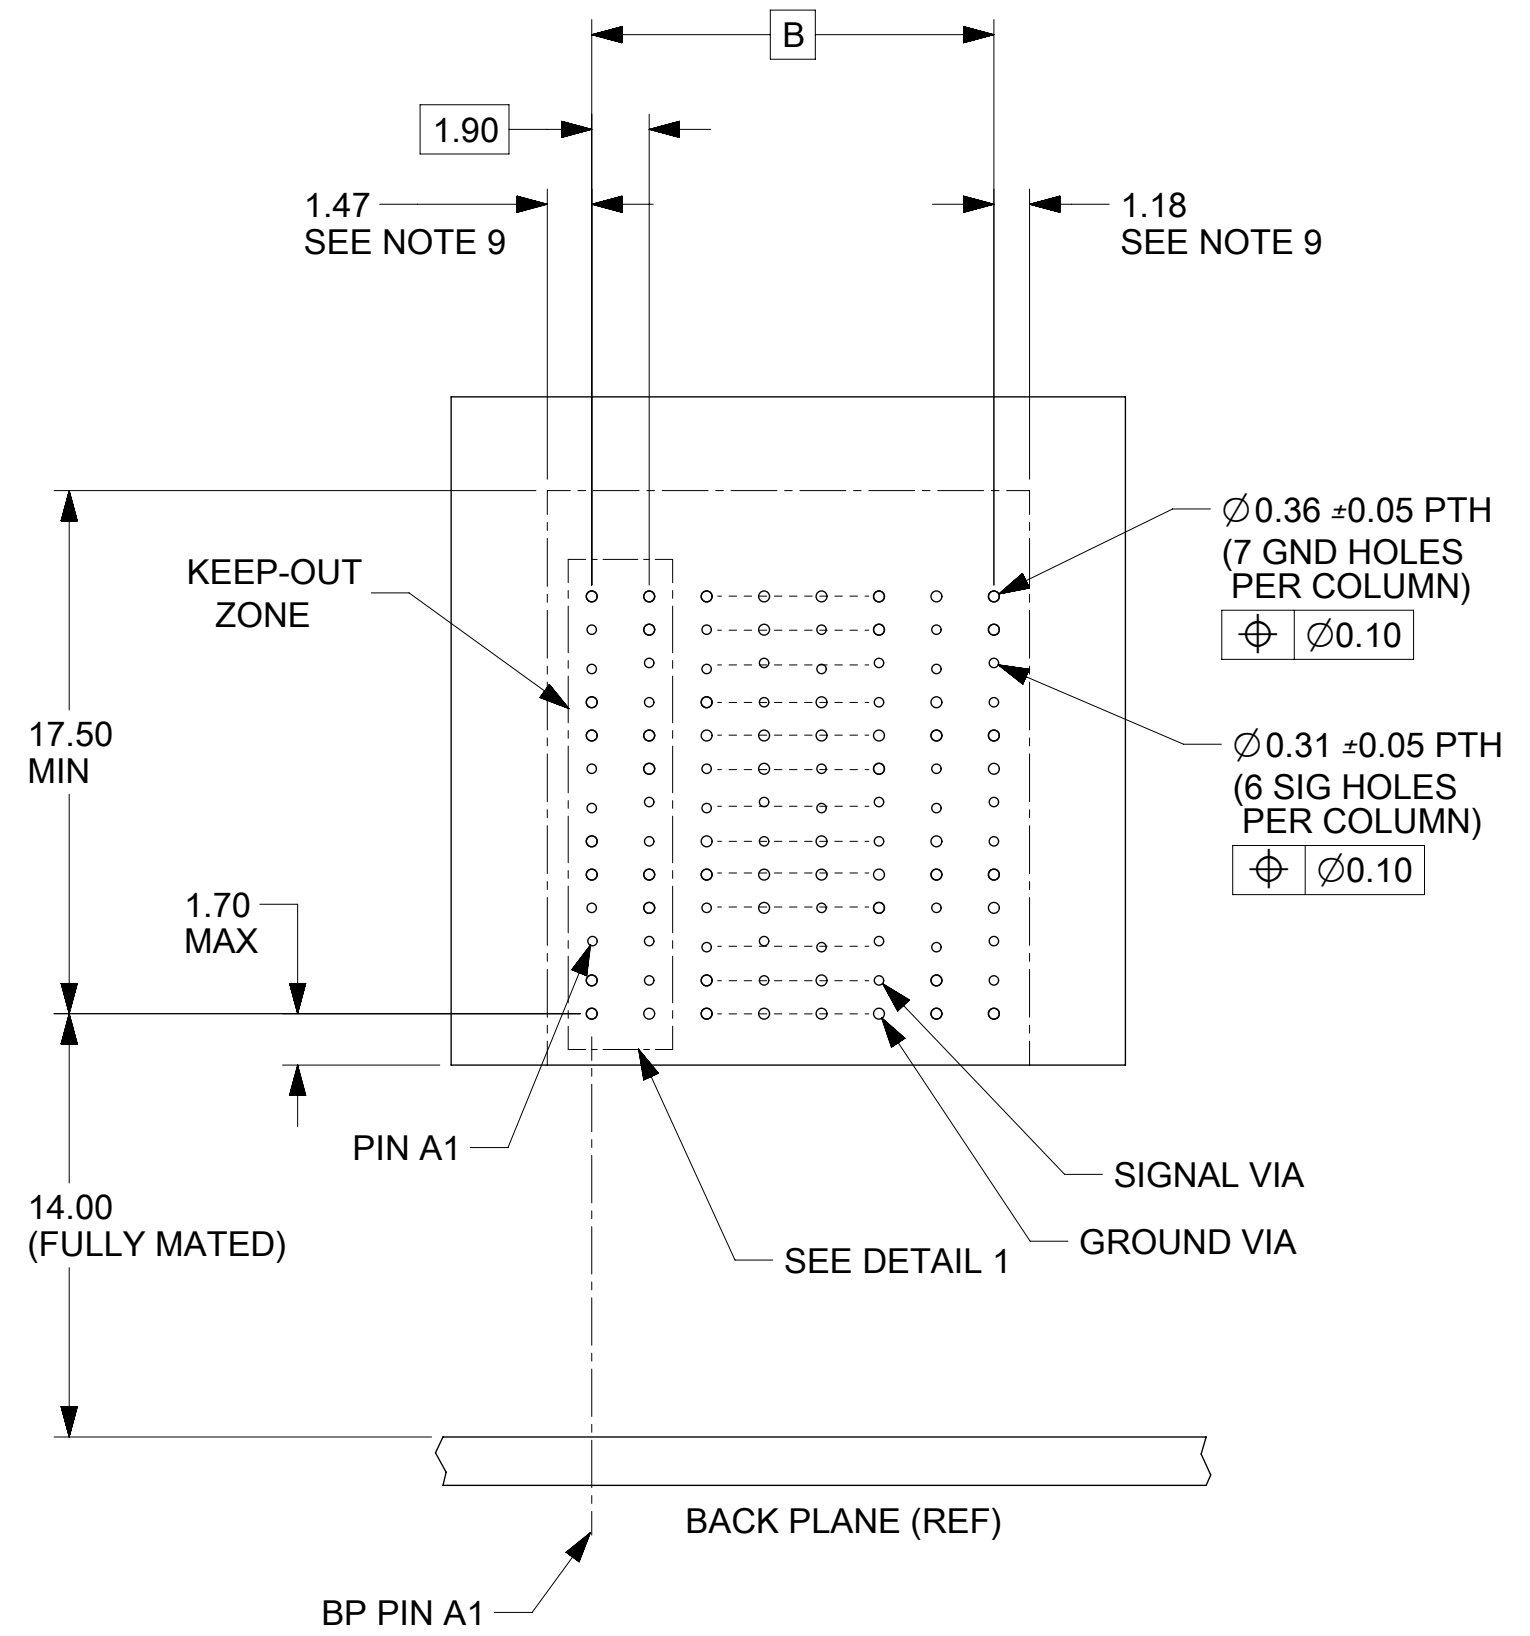 B
1.90
1.47
SEE NOTE 9
1.18
SEE NOTE 9
⌀0.36 ±0.05 PTH
(7 GND HOLES
PER COLUMN)
⌖ ⌀0.10
KEEP-OUT
ZONE
17.50
MIN
⌀0.31 ±0.05 PTH
(6 SIG HOLES
PER COLUMN)
⌖ ⌀0.10
1.70
MAX
PIN A1
SIGNAL VIA
14.00
(FULLY MATED)
GROUND VIA
SEE DETAIL 1
BACK PLANE (REF)
BP PIN A1